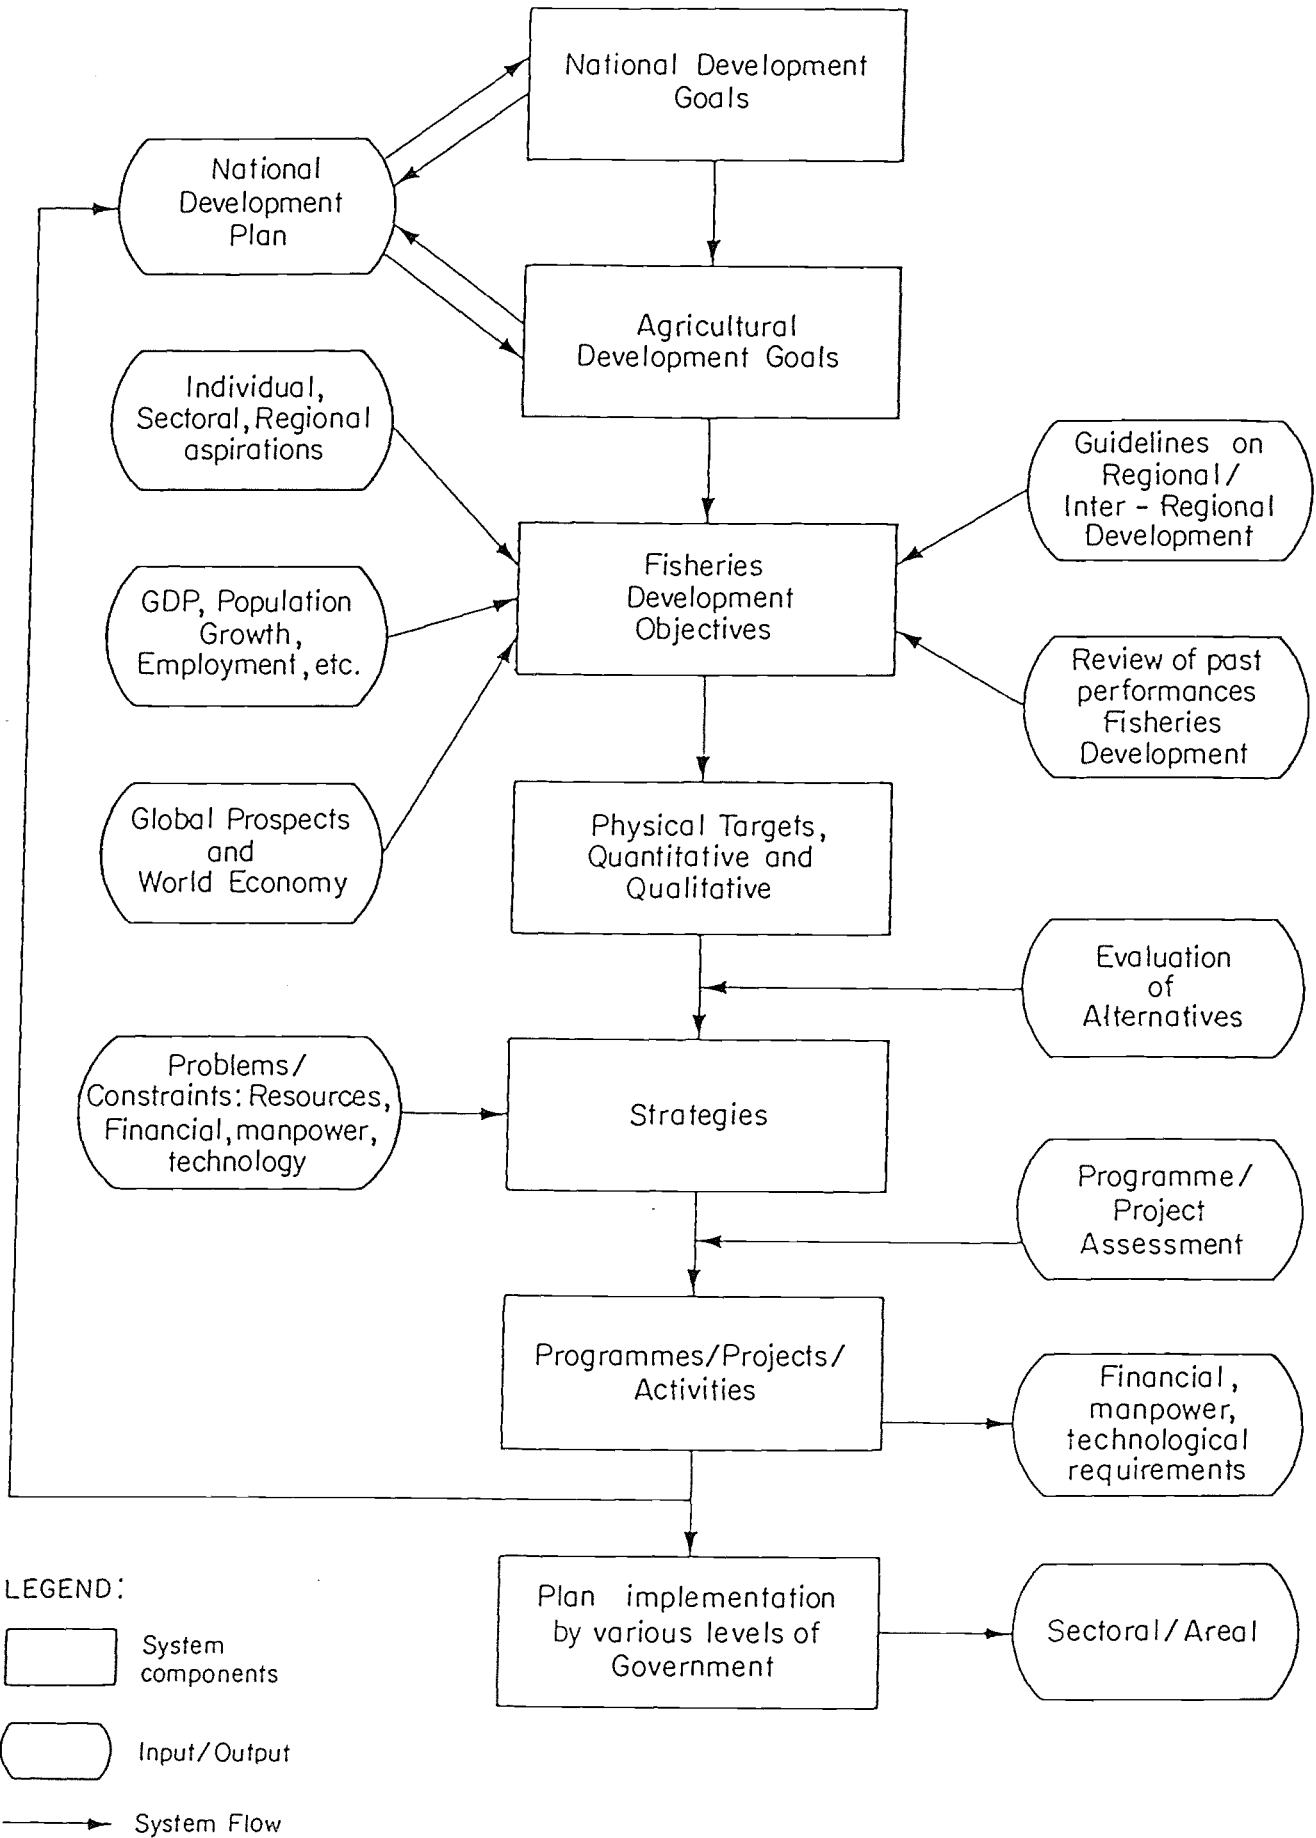 National Development
Goals
National
Development
Plan
Agricultural
Development Goals
Individual,
Sectoral, Regional
aspirations
Guidelines on
Regional/
Inter - Regional
Development
Fisheries
Development
Objectives
GDP, Population
Growth,
Employment, etc.
Review of past
performances
Fisheries
Development
Global Prospects
and
World Economy
Physical Targets,
Quantitative and
Qualitative
Evaluation
of
Alternatives
Problems/
Constraints: Resources,
Financial, manpower,
technology
Strategies
Programme/
Project
Assessment
Programmes/Projects/
Activities
Financial,
manpower,
technological
requirements
Plan implementation
by various levels of
Government
Sectoral/Areal
LEGEND:
System
components
Input/Output
System Flow